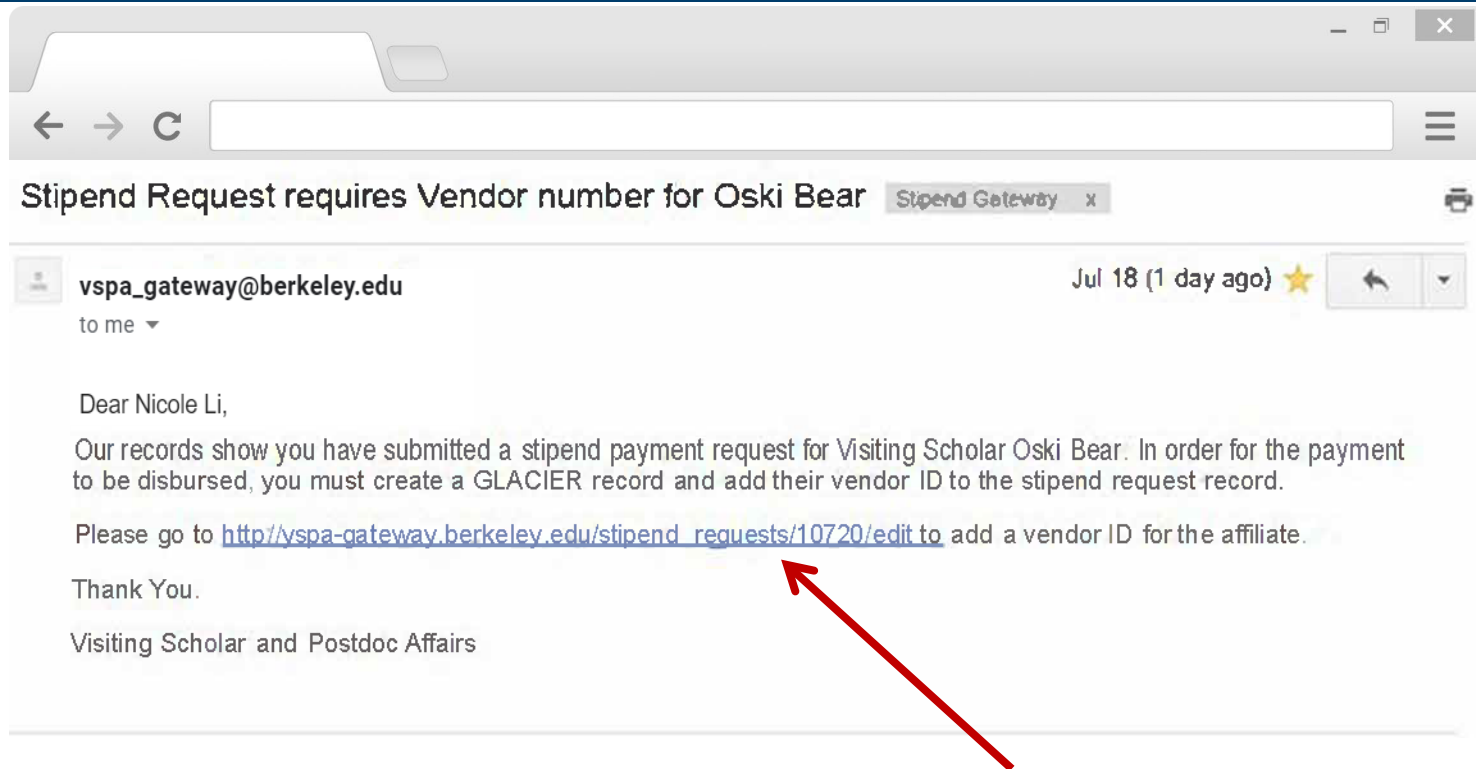 Stipend Request requires Vendor number for Oski Bear Stipend Gateway x
vspa_gateway@berkeley.edu Jul 18 (1 day ago)
to me
Dear Nicole Li,
Our records show you have submitted a stipend payment request for Visiting Scholar Oski Bear. In order for the payment
to be disbursed, you must create a GLACIER record and add their vendor ID to the stipend request record.
Please go to http://vspa-gateway.berkeley.edu/stipend_requests/10720/edit to add a vendor ID for the affiliate.
Thank You.
Visiting Scholar and Postdoc Affairs